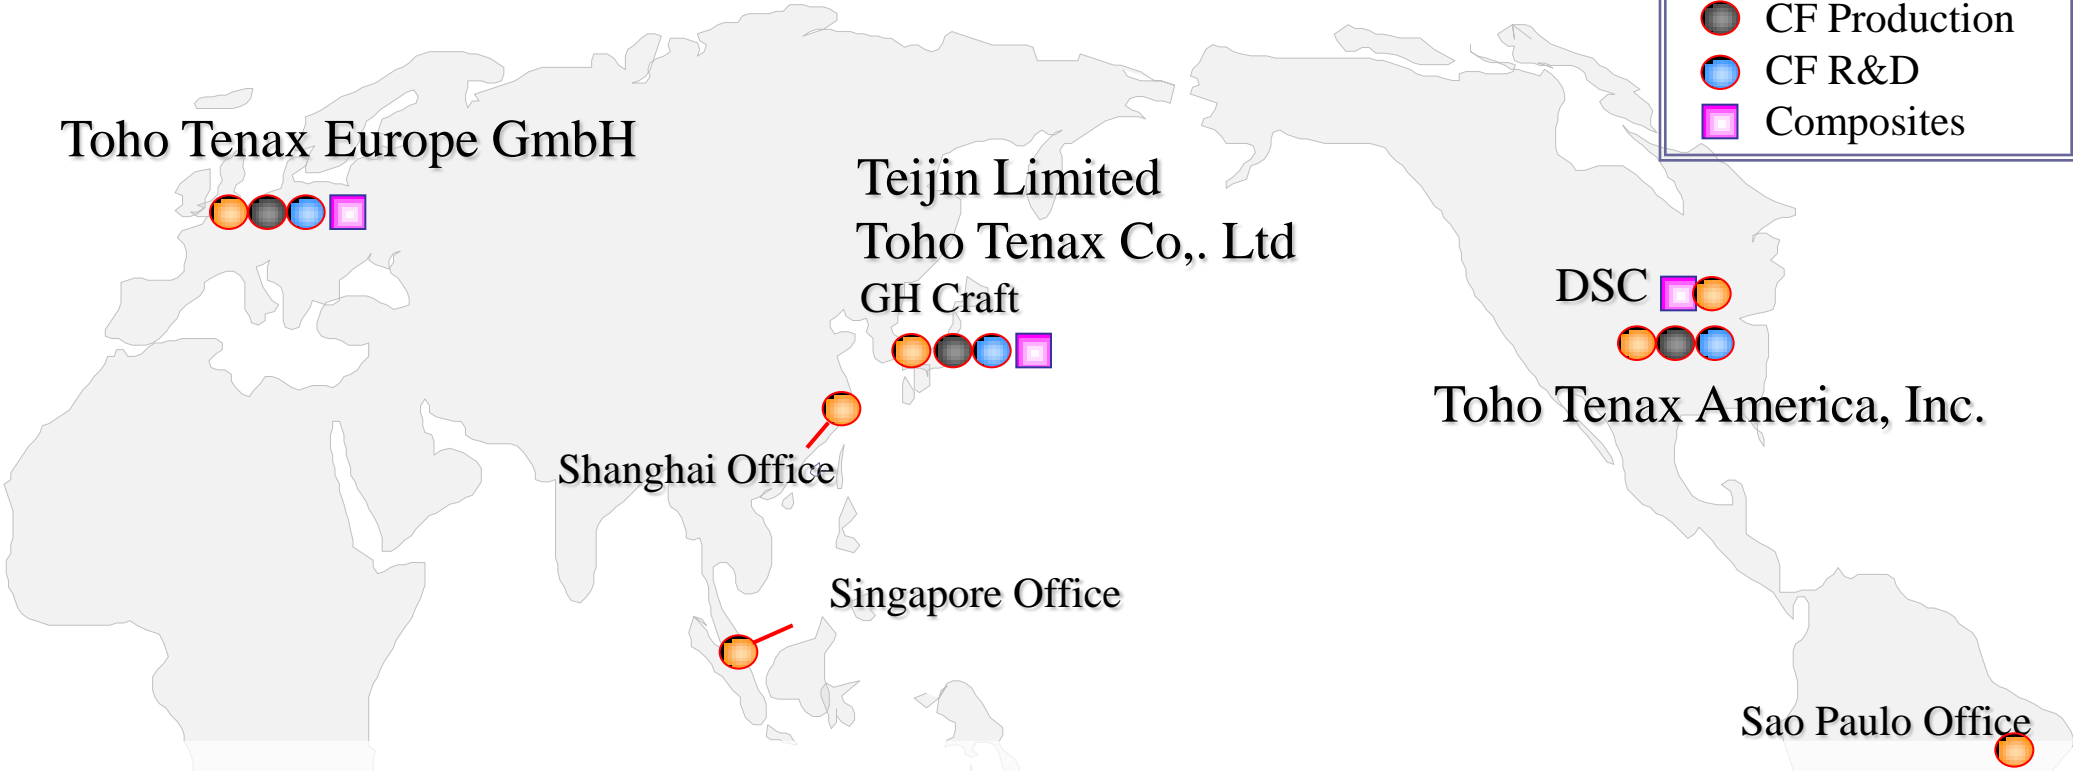 CF Production
CF R&D
Composites
Toho Tenax Europe GmbH
Teijin Limited
Toho Tenax Co,. Ltd
GH Craft
DSC
Toho Tenax America, Inc.
Shanghai Office
Singapore Office
Sao Paulo Office